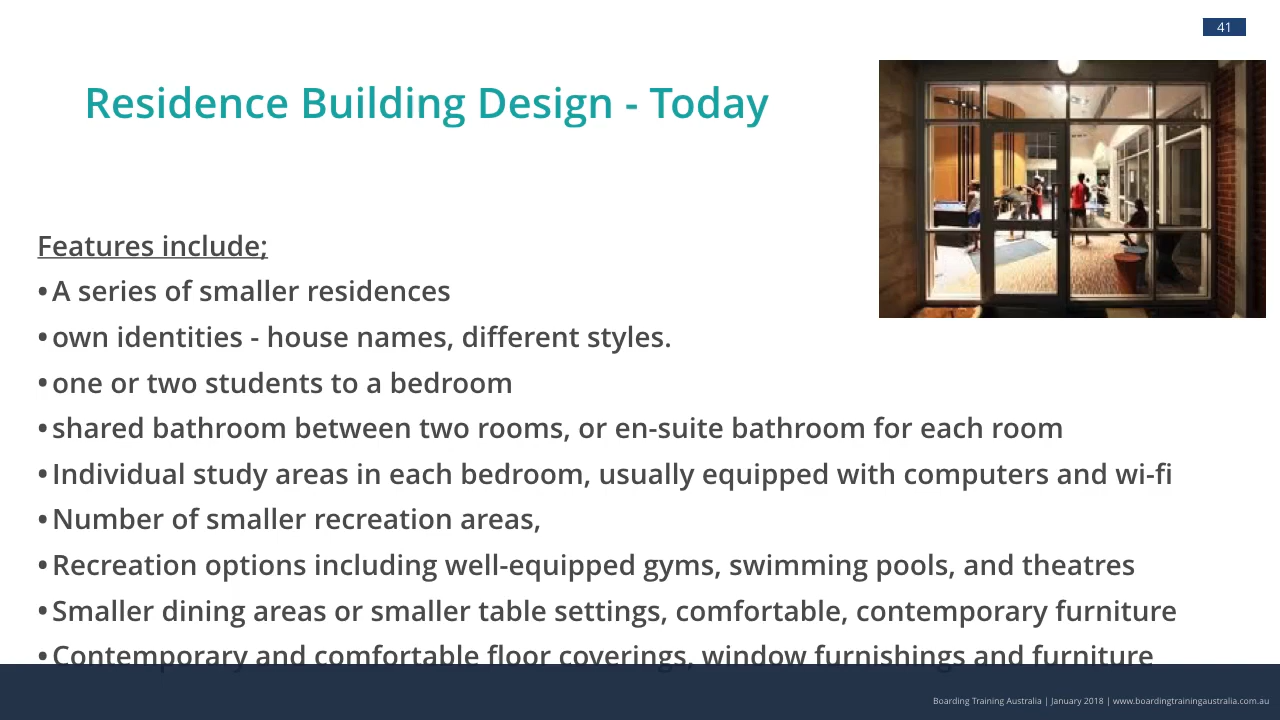 41
Residence Building Design - Today
Features include;
•A series of smaller residences
•own identities - house names, different styles.
•one or two students to a bedroom
•shared bathroom between two rooms, or en-suite bathroom for each room
•Individual study areas in each bedroom, usually equipped with computers and wi-fi
•Number of smaller recreation areas,
•Recreation options including well-equipped gyms, swimming pools, and theatres
•Smaller dining areas or smaller table settings, comfortable, contemporary furniture
•Contemporary and comfortable floor coverings, window furnishings and furniture
Boarding Training Australia | January 2018 | www.boardingtrainingaustralia.com.au